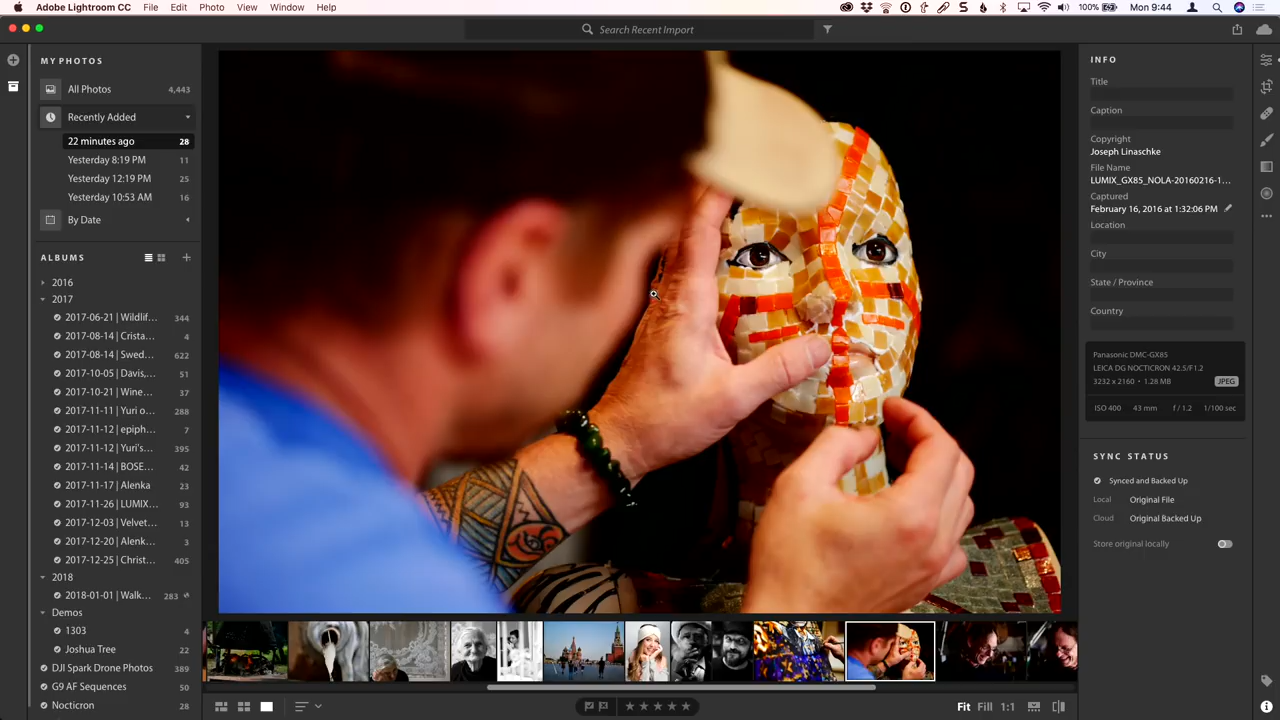 Adobe Lightroom CC File Edit Photo View Window Help 100% Mon 9:44
Search Recent Import
MY PHOTOS
All Photos 4,443
Recently Added
22 minutes ago 28
Yesterday 8:19 PM 11
Yesterday 12:19 PM 25
Yesterday 10:53 AM 16
By Date
ALBUMS
2016
2017
2017-06-21 | Wildlif... 344
2017-08-14 | Crista... 4
2017-08-14 | Swed... 622
2017-10-05 | Davis,... 51
2017-10-21 | Wine... 37
2017-11-11 | Yuri o... 288
2017-11-12 | epiph... 7
2017-11-12 | Yuri's... 395
2017-11-14 | BOSE... 42
2017-11-17 | Alenka 23
2017-11-26 | LUMIX... 93
2017-12-03 | Velvet... 13
2017-12-20 | Alenk... 3
2017-12-25 | Christ... 405
2018
2018-01-01 | Walk... 283
Demos
1303 4
Joshua Tree 22
DJI Spark Drone Photos 389
G9 AF Sequences 50
Nocticron 28
Fit Fill 1:1
INFO
Title
Caption
Copyright
Joseph Linaschke
File Name
LUMIX_GX85_NOLA-20160216-1...
Captured
February 16, 2016 at 1:32:06 PM
Location
City
State / Province
Country
Panasonic DMC-GX85
LEICA DG NOCTICRON 42.5/F1.2
3232 x 2160 • 1.28 MB JPEG
ISO 400 43 mm f / 1.2 1/100 sec
SYNC STATUS
Synced and Backed Up
Local Original File
Cloud Original Backed Up
Store original locally